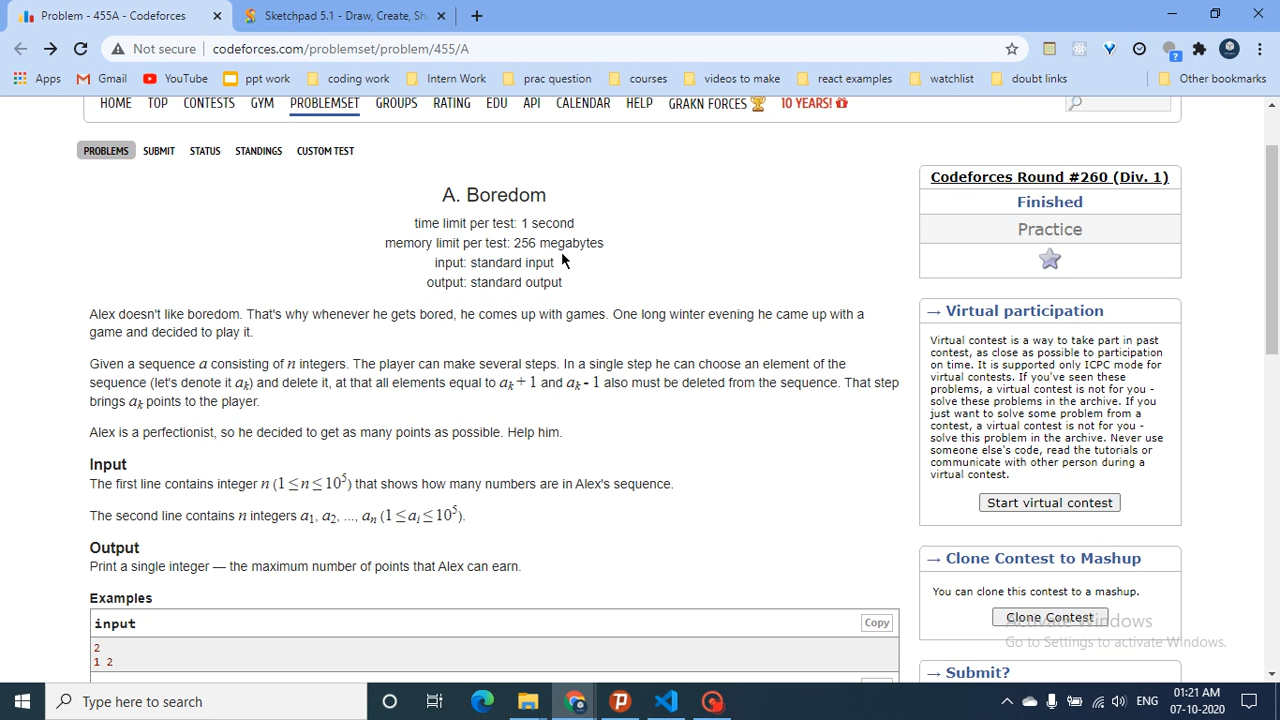 Problem - 455A - Codeforces
Sketchpad 5.1 - Draw, Create, Sha
Not secure
codeforces.com/problemset/problem/455/A
Apps Gmail YouTube ppt work coding work Intern Work prac question courses videos to make react examples watchlist doubt links Other bookmarks
HOME TOP CONTESTS GYM PROBLEMSET GROUPS RATING EDU API CALENDAR HELP GRAKN FORCES 10 YEARS!
PROBLEMS SUBMIT STATUS STANDINGS CUSTOM TEST
A. Boredom
time limit per test: 1 second
memory limit per test: 256 megabytes
input: standard input
output: standard output
Alex doesn't like boredom. That's why whenever he gets bored, he comes up with games. One long winter evening he came up with a
game and decided to play it.
Given a sequence a consisting of n integers. The player can make several steps. In a single step he can choose an element of the
sequence (let's denote it aₖ) and delete it, at that all elements equal to aₖ + 1 and aₖ - 1 also must be deleted from the sequence. That step
brings aₖ points to the player.
Alex is a perfectionist, so he decided to get as many points as possible. Help him.
Input
The first line contains integer n (1 ≤ n ≤ 10⁵) that shows how many numbers are in Alex's sequence.
The second line contains n integers a₁, a₂, ..., aₙ (1 ≤ aᵢ ≤ 10⁵).
Output
Print a single integer — the maximum number of points that Alex can earn.
Examples
input
Copy
2
1 2
Codeforces Round #260 (Div. 1)
Finished
Practice
→ Virtual participation
Virtual contest is a way to take part in past
contest, as close as possible to participation
on time. It is supported only ICPC mode for
virtual contests. If you've seen these
problems, a virtual contest is not for you -
solve these problems in the archive. If you
just want to solve some problem from a
contest, a virtual contest is not for you -
solve this problem in the archive. Never use
someone else's code, read the tutorials or
communicate with other person during a
virtual contest.
Start virtual contest
→ Clone Contest to Mashup
You can clone this contest to a mashup.
Clone Contest
Activate Windows
Go to Settings to activate Windows.
→ Submit?
Type here to search
ENG
01:21 AM
07-10-2020